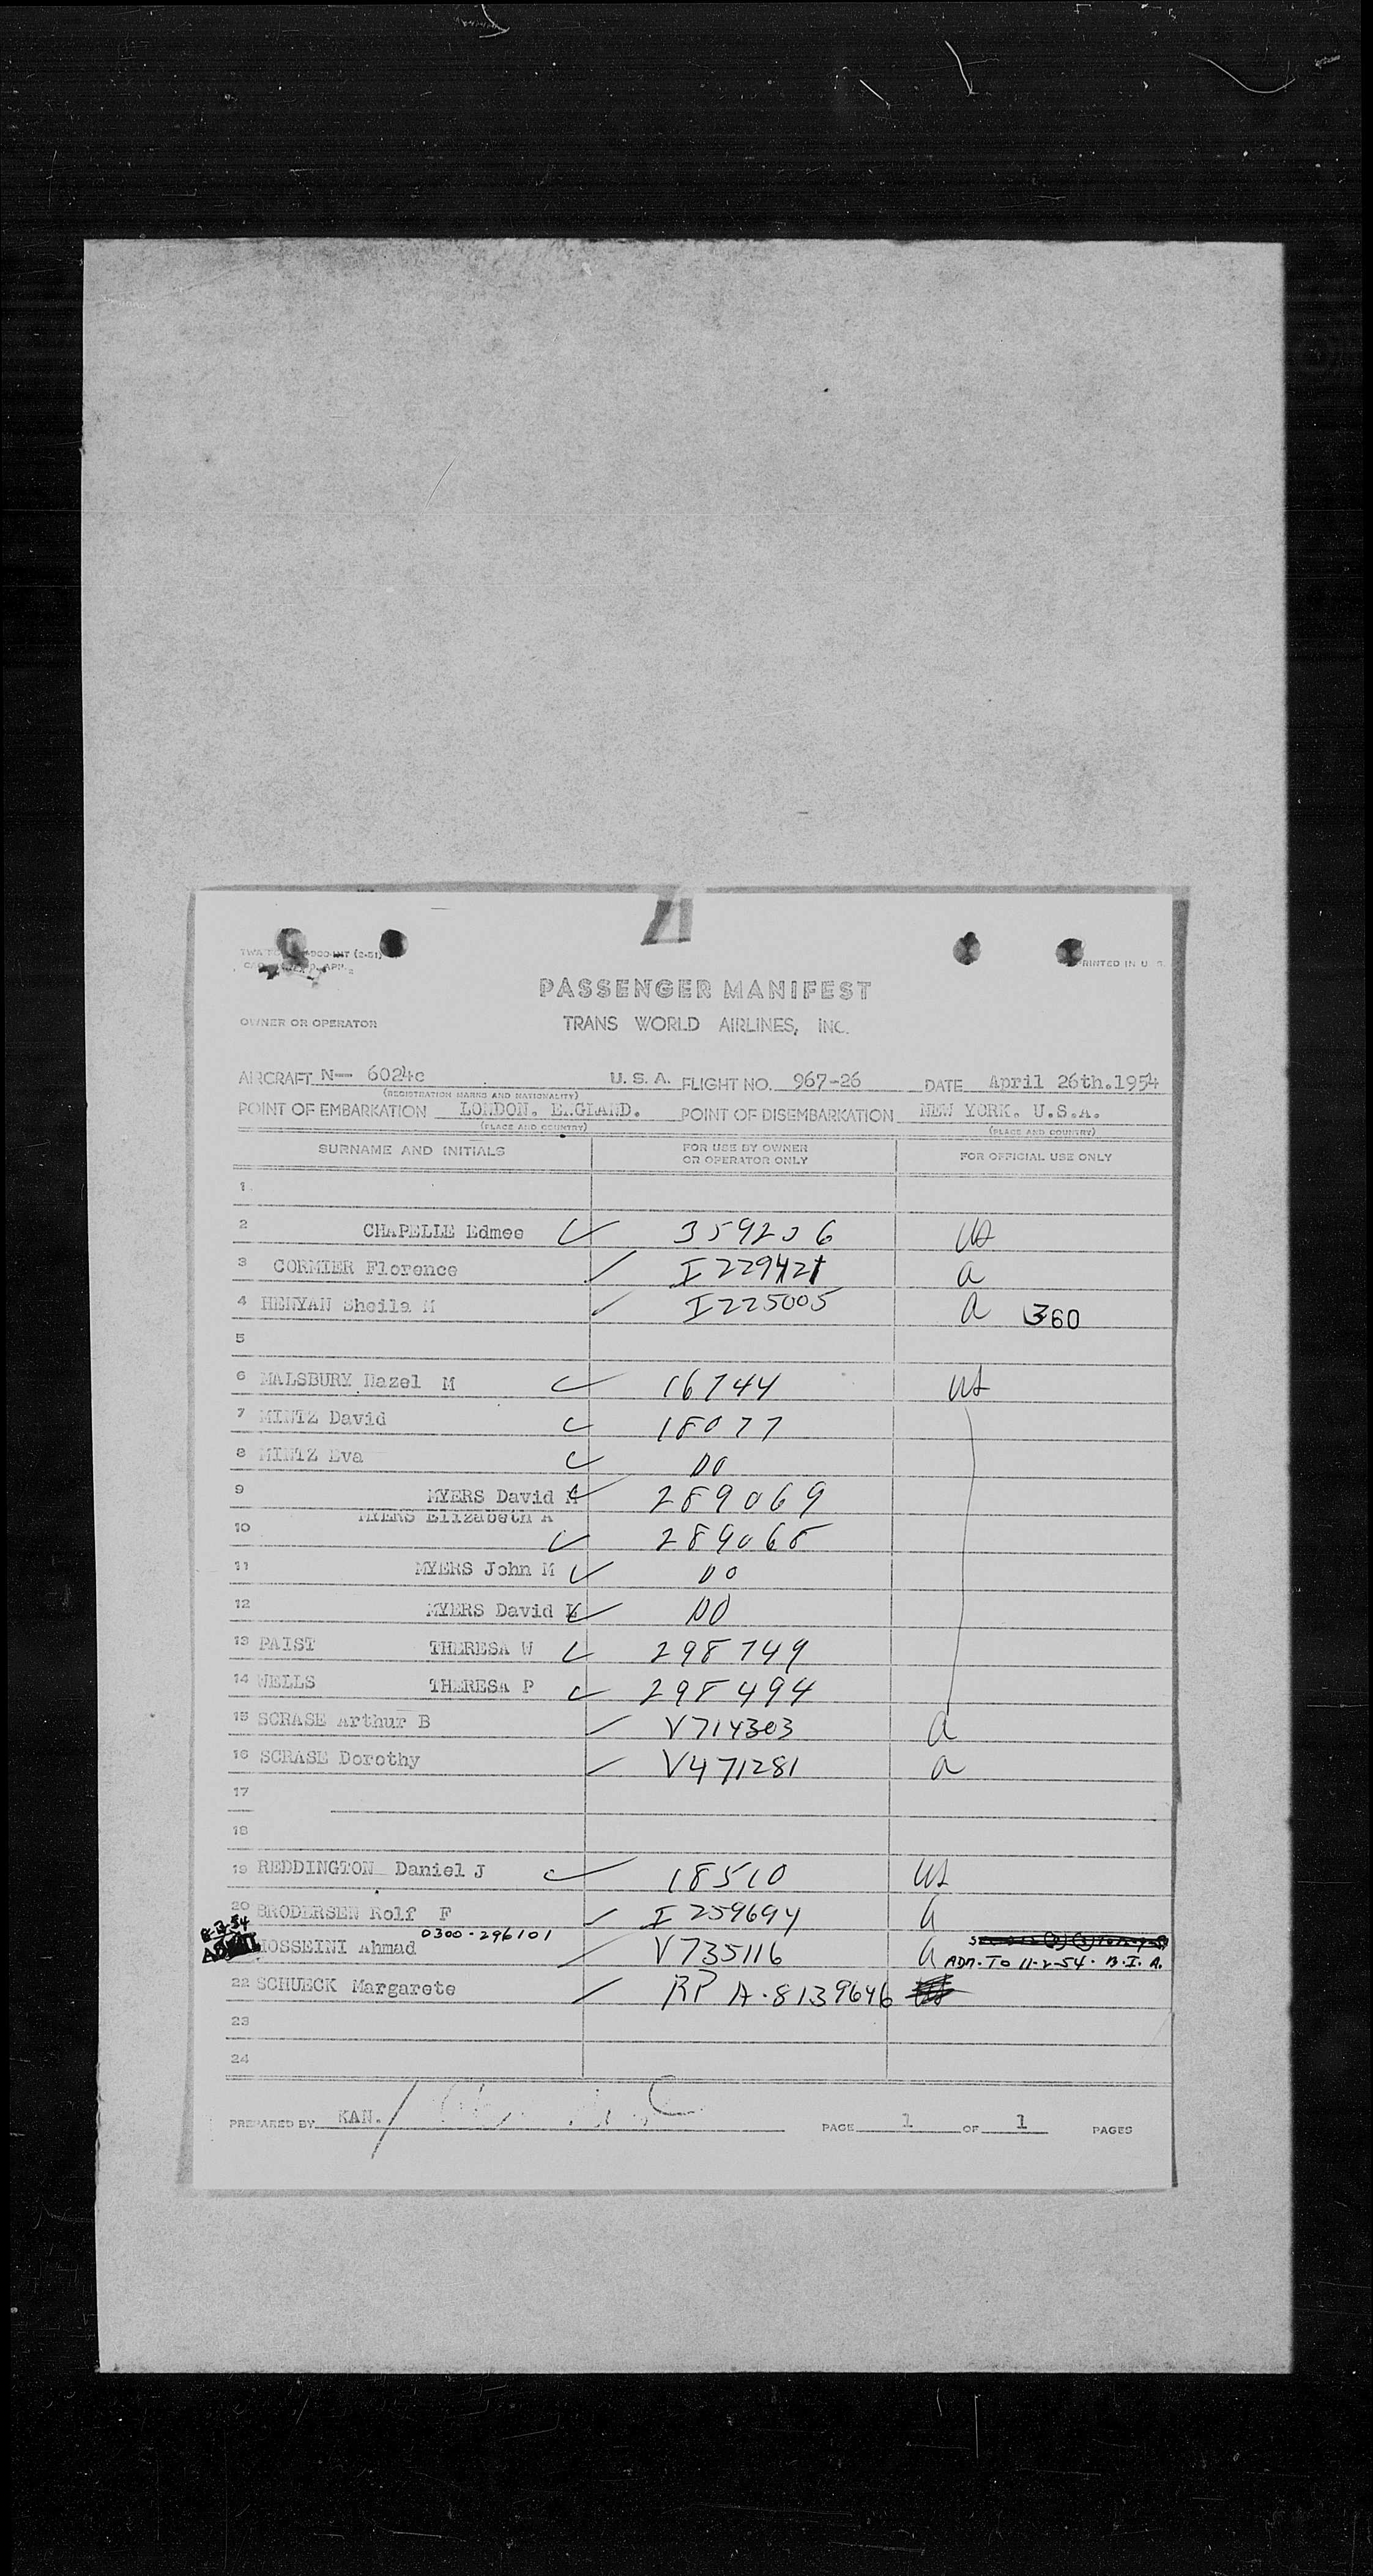 PRINTED IN U. S.
PASSENGER MANIFEST
OWNER OR OPERATOR TRANS WORLD AIRLINES, INC.
AIRCRAFT N- 6024c U. S. A. FLIGHT NO. 967-26 DATE April 26th.1954
(REGISTRATION MARKS AND NATIONALITY)
POINT OF EMBARKATION LONDON. ENGLAND. POINT OF DISEMBARKATION NEW YORK. U.S.A.
(PLACE AND COUNTRY) (PLACE AND COUNTRY)
SURNAME AND INITIALS FOR USE BY OWNER OR OPERATOR ONLY FOR OFFICIAL USE ONLY
1
2 CHAPELLE Edmee 359206 US
3 CORMIER Florence I229421 a
4 HENYAN Sheila M I225005 a 360
5
6 MALSBURY Hazel M 16744 US
7 MINTZ David 18077
8 MINTZ Eva DO
9 MYERS David A 289069
10 MYERS Elizabeth A 289068
11 MYERS John M DO
12 MYERS David DO
13 PAIST THERESA W 298749
14 WELLS THERESA P 298494
15 SCRASE Arthur B V714303 a
16 SCRASE Dorothy V471281 a
17
18
19 REDDINGTON Daniel J 18510 US
20 BRODERSEN Rolf F I 259694 a
0300-296101
HOSSEINI Ahmad V735116 a ADM. TO 11-2-54. B.I.A.
22 SCHUECK Margarete RP A-8139646
23
24
PREPARED BY KAN. PAGE 1 OF 1 PAGES